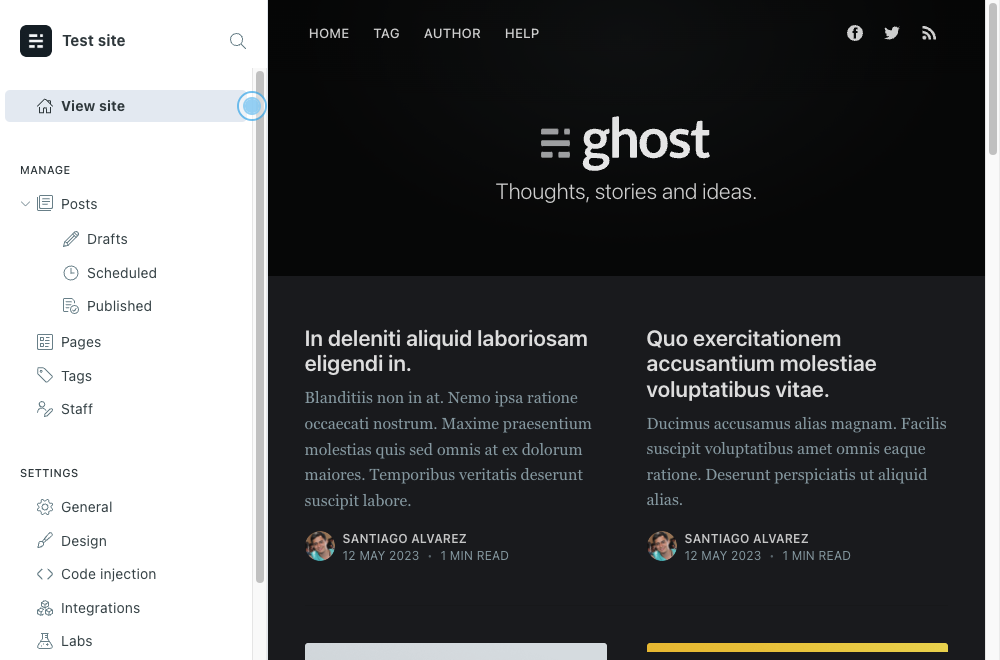 Test site
View site
MANAGE
Posts
Drafts
Scheduled
Published
Pages
Tags
Staff
SETTINGS
General
Design
Code injection
Integrations
Labs
HOME TAG AUTHOR HELP
ghost
Thoughts, stories and ideas.
In deleniti aliquid laboriosam
eligendi in.
Blanditiis non in at. Nemo ipsa ratione
occaecati nostrum. Maxime praesentium
molestias quis sed omnis at ex dolorum
maiores. Temporibus veritatis deserunt
suscipit labore.
SANTIAGO ALVAREZ
12 MAY 2023 • 1 MIN READ
Quo exercitationem
accusantium molestiae
voluptatibus vitae.
Ducimus accusamus alias magnam. Facilis
suscipit voluptatibus amet omnis eaque
ratione. Deserunt perspiciatis ut aliquid
alias.
SANTIAGO ALVAREZ
12 MAY 2023 • 1 MIN READ